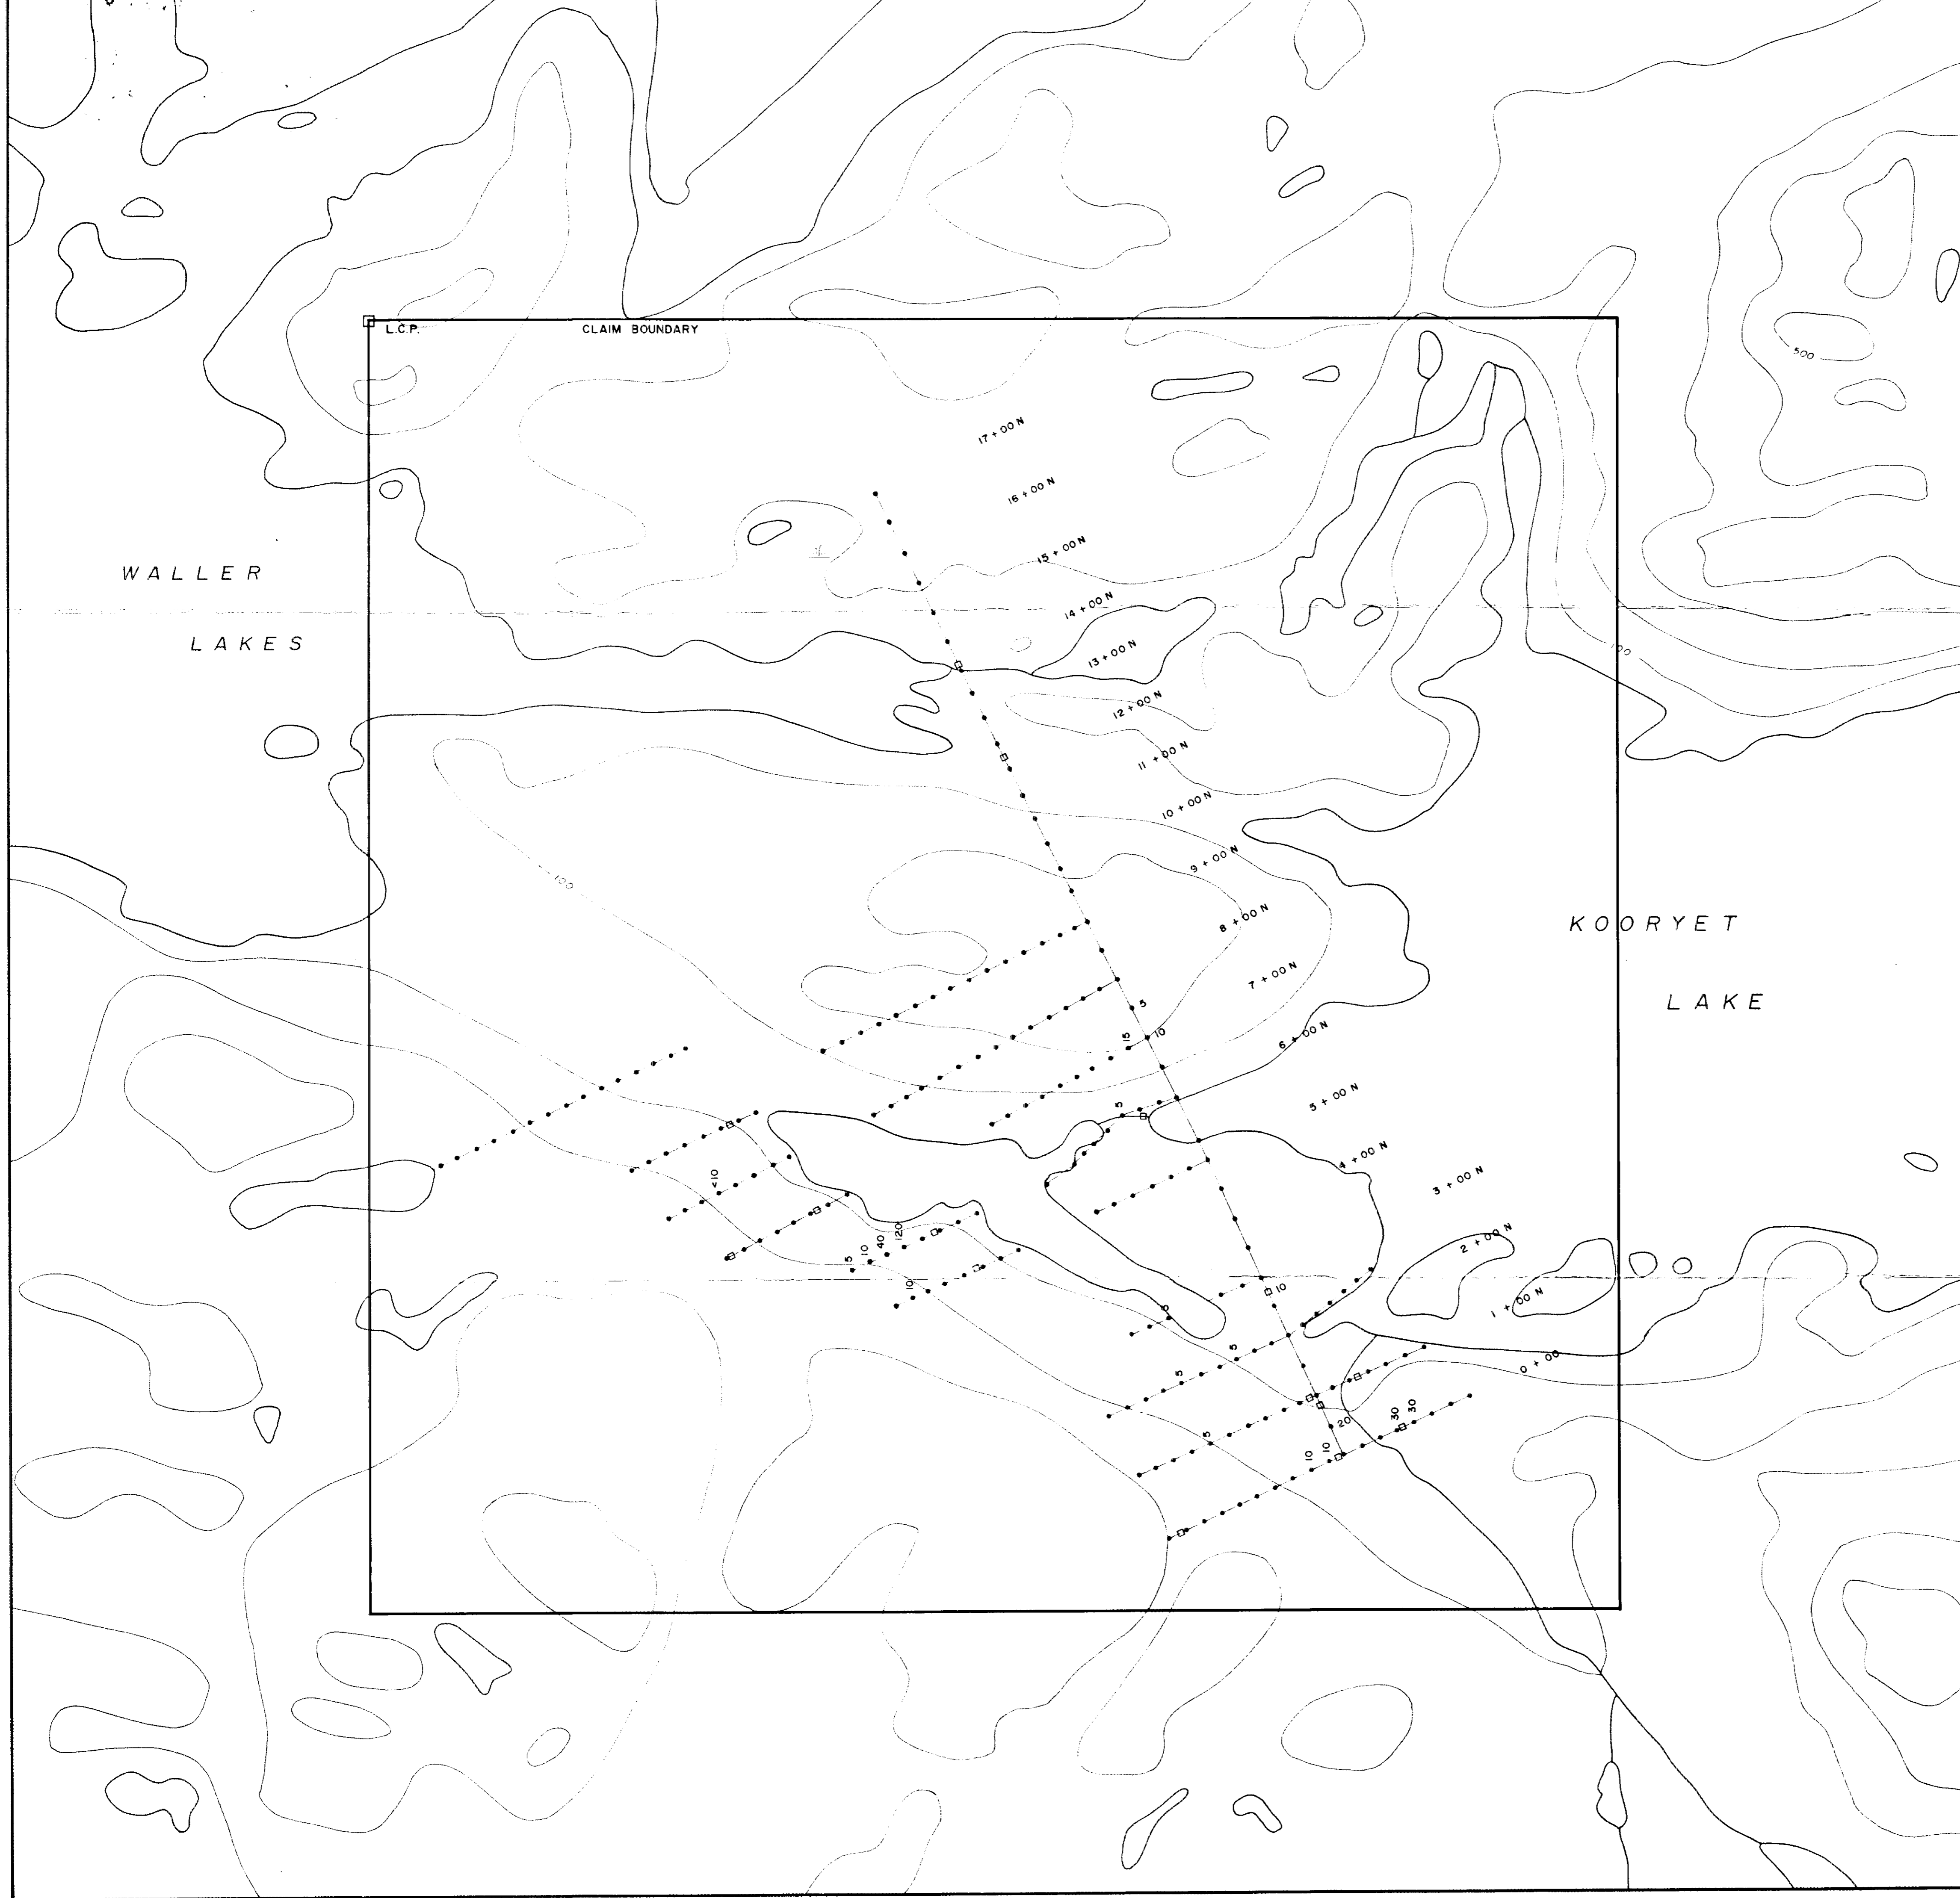 L.C.P.
CLAIM BOUNDARY
500
17 + 00 N
16 + 00 N
15 + 00 N
WALLER
14 + 00 N
LAKES
13 + 00 N
100
12 + 00 N
11 + 00 N
10 + 00 N
9 + 00 N
100
8 + 00 N
KOORYET
7 + 00 N
LAKE
5
15
10
6 + 00 N
5 + 00 N
5
4 + 00 N
3 + 00 N
<10
2 + 00 N
5
10
40
120
10
10
1 + 00 N
5
5
5
0 + 00
5
20
30
30
10
10